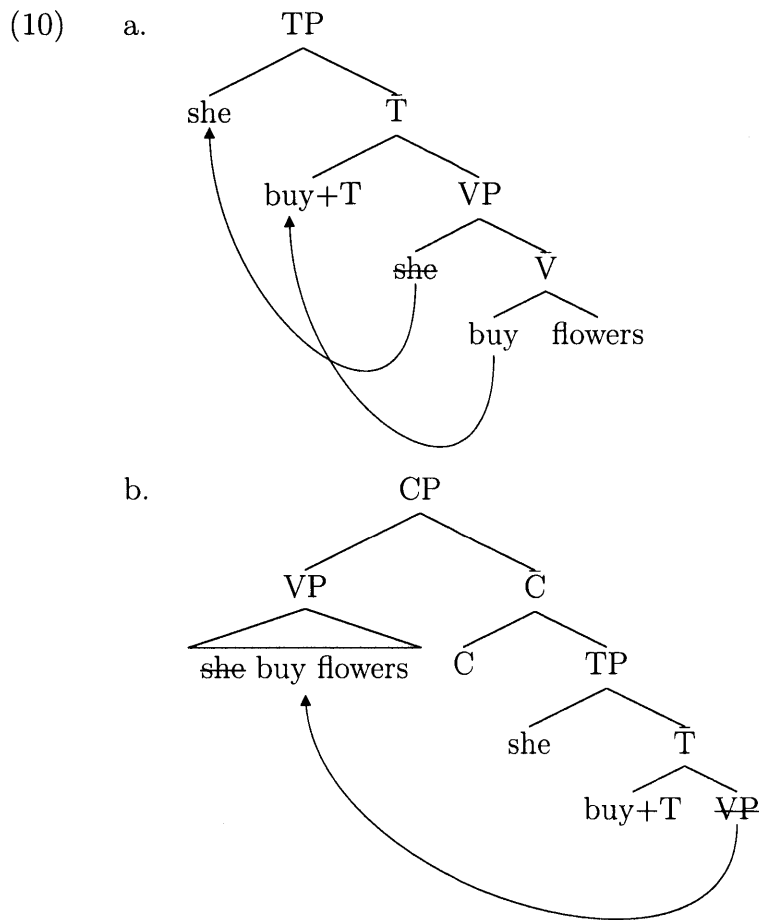 (10) a. TP
she T̄
buy+T VP
she V̄
buy flowers
b. CP
VP C̄
she buy flowers C TP
she T̄
buy+T VP